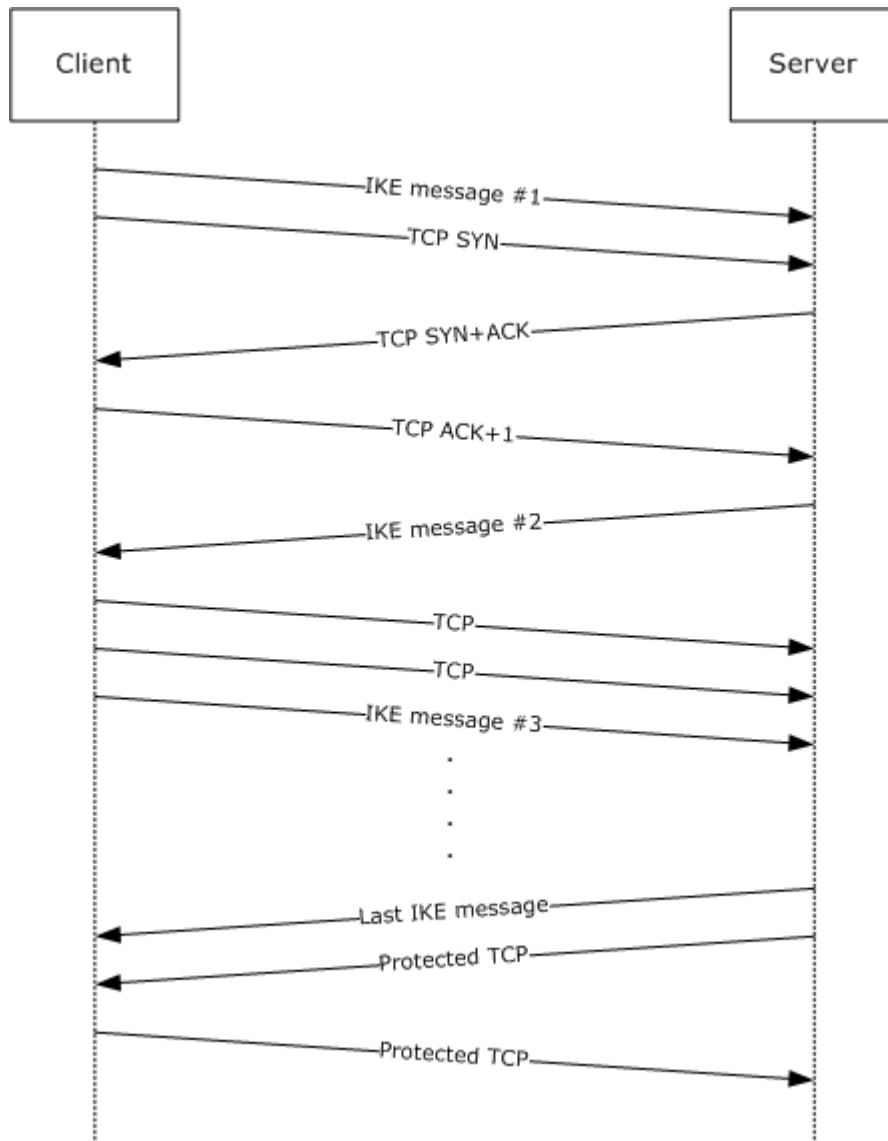 Client
Server
IKE message #1
TCP SYN
TCP SYN+ACK
TCP ACK+1
IKE message #2
TCP
TCP
IKE message #3
.
.
.
.
Last IKE message
Protected TCP
Protected TCP